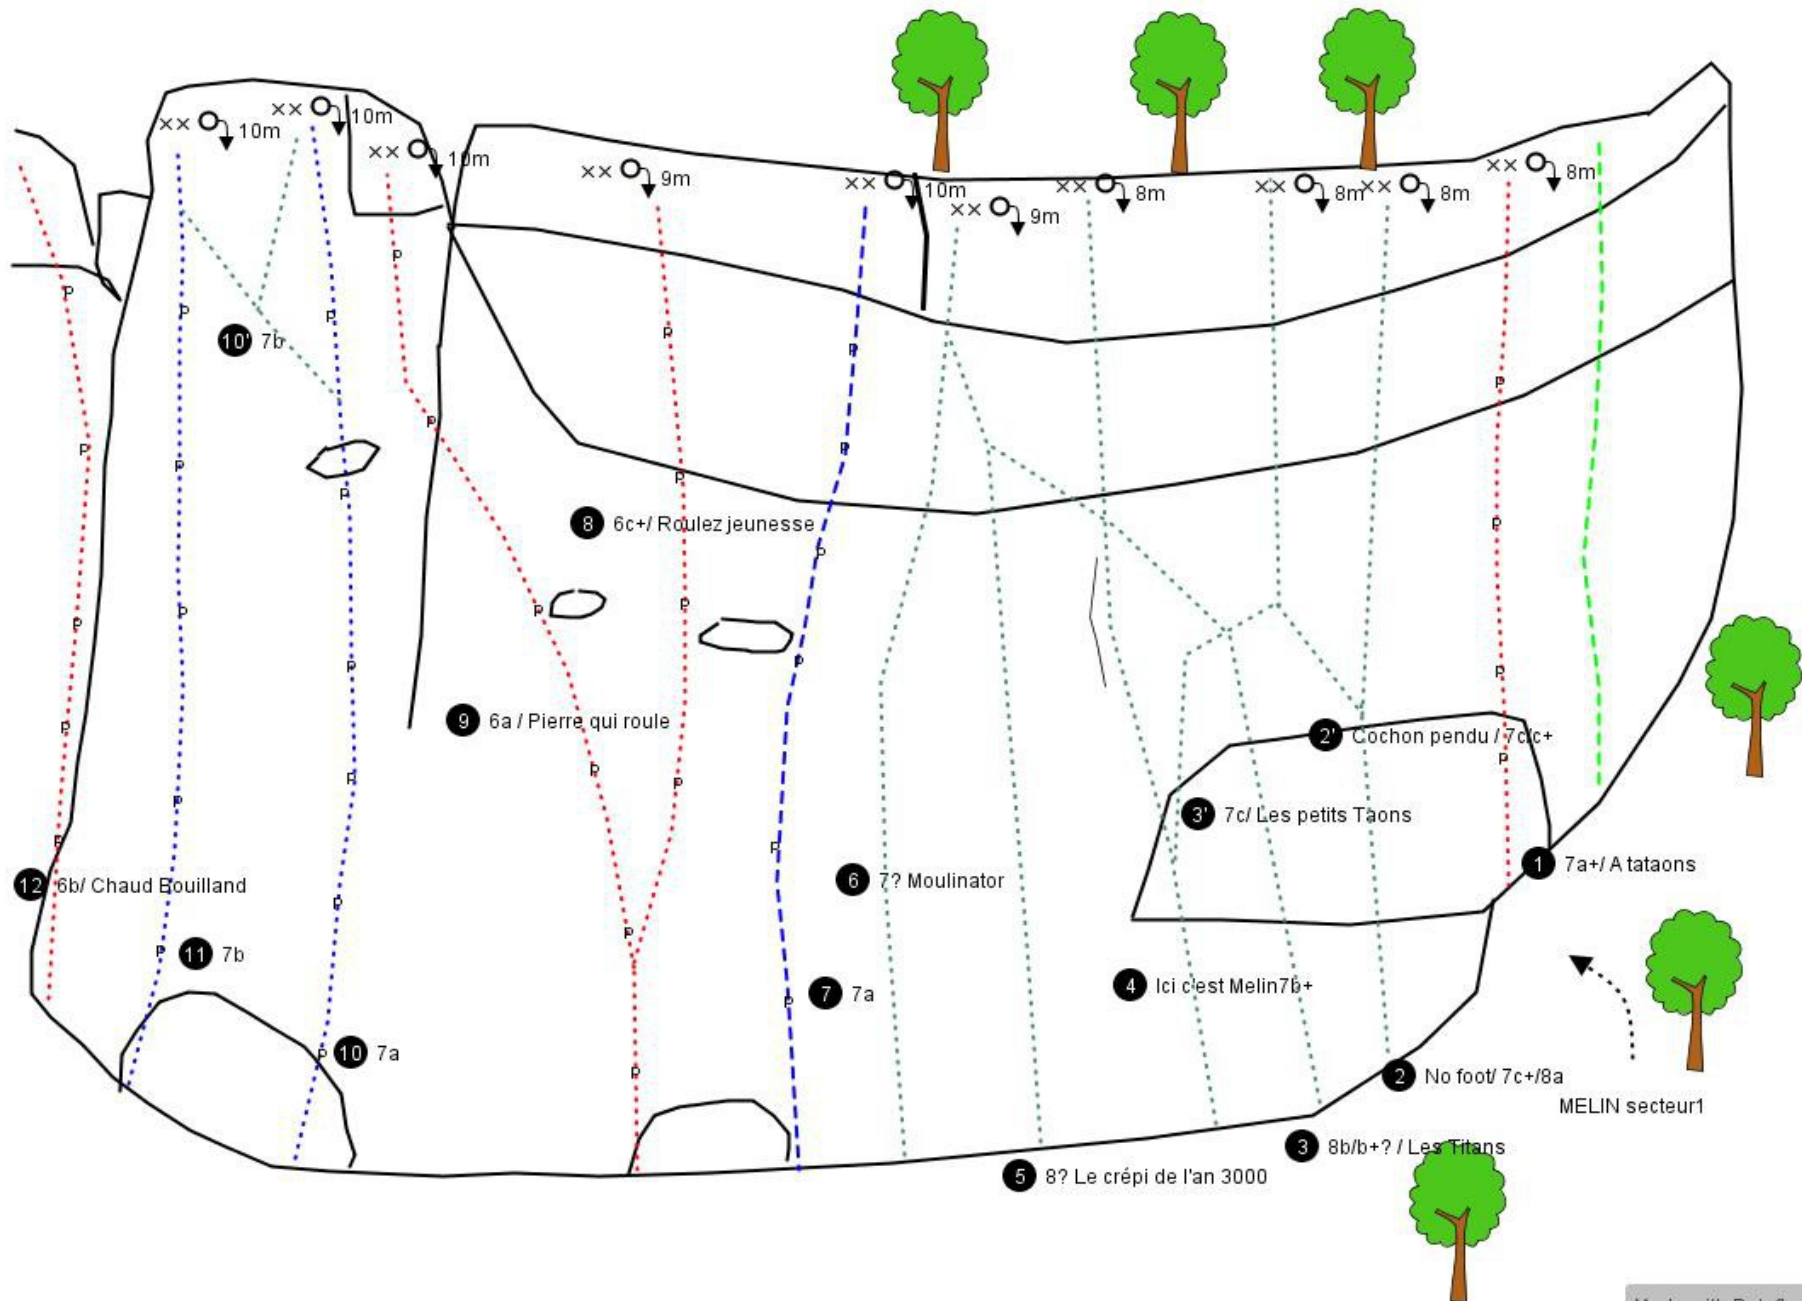 ×× 10m
×× 10m
×× 10m
×× 9m
×× 10m
×× 9m
×× 8m
×× 8m
×× 8m
×× 8m
10' 7b
8 6c+/ Roulez jeunesse
9 6a / Pierre qui roule
2' Cochon pendu / 7c/c+
3' 7c/ Les petits Taons
1 7a+/ A tataons
12 6b/ Chaud Bouilland
6 7? Moulinator
11 7b
7 7a
4 Ici c'est Melin7b+
10 7a
2 No foot/ 7c+/8a
MELIN secteur1
3 8b/b+? / Les Titans
5 8? Le crépi de l'an 3000